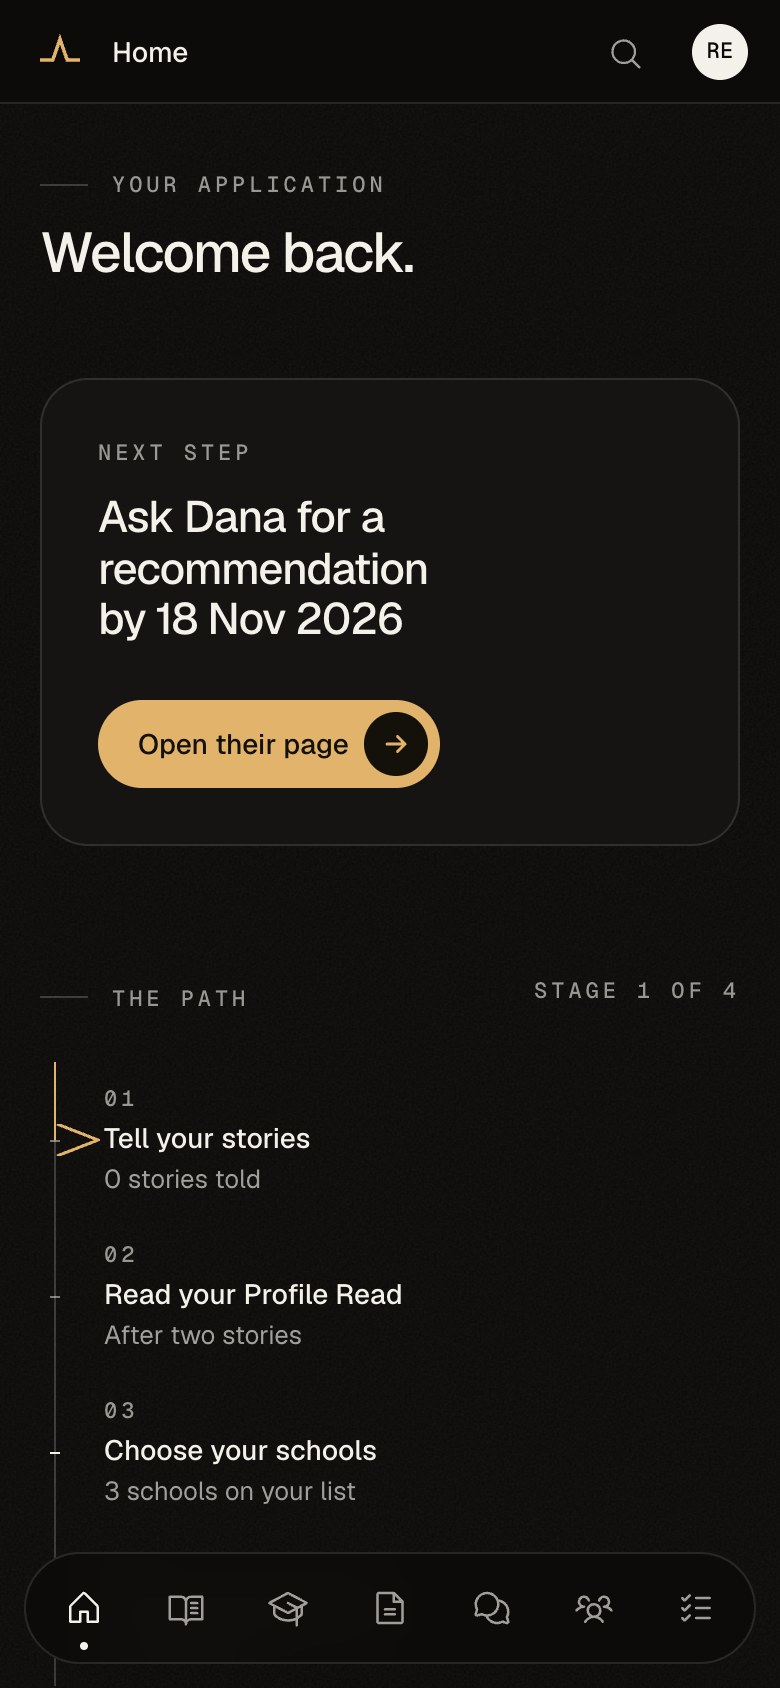 Home
RE
YOUR APPLICATION
Welcome back.
NEXT STEP
Ask Dana for a
recommendation
by 18 Nov 2026
Open their page
THE PATH
STAGE 1 OF 4
01
Tell your stories
0 stories told
02
Read your Profile Read
After two stories
03
Choose your schools
3 schools on your list